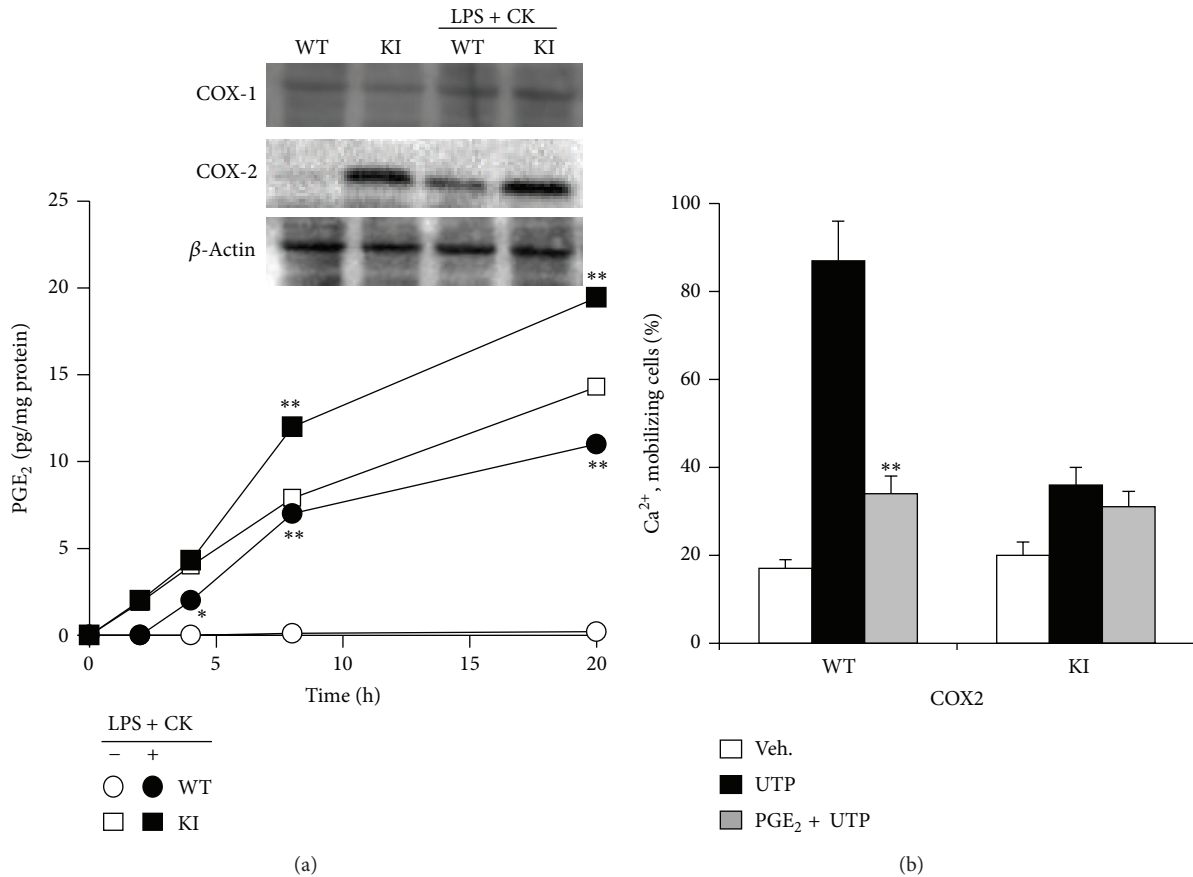 LPS + CK
WT KI WT KI
COX-1
COX-2
β-Actin
25
20
15
10
5
0
PGE₂ (pg/mg protein)
**
**
**
**
*
0 5 10 15 20
Time (h)
LPS + CK
− +
WT
KI
(a)
100
80
60
40
20
0
Ca²⁺, mobilizing cells (%)
**
WT KI
COX2
Veh.
UTP
PGE₂ + UTP
(b)